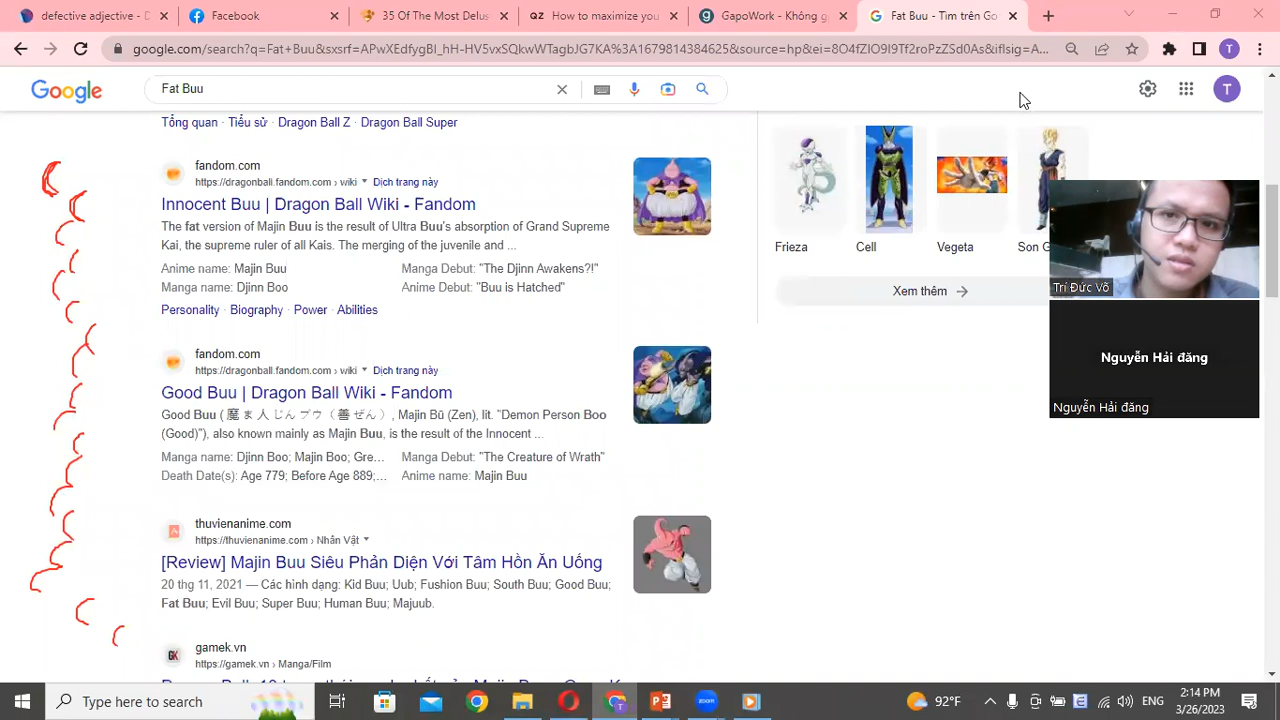 defective adjective - D
Facebook
35 Of The Most Delus
QZ How to maximize you
GapoWork - Không g
Fat Buu - Tìm trên Go
google.com/search?q=Fat+Buu&sxsrf=APwXEdfygBI_hH-HV5vxSQkwWTagbJG7KA%3A1679814384625&source=hp&ei=8O4fZIO9I9Tf2roPzZSd0As&iflsig=A...
T
Google
Fat Buu
T
Tổng quan · Tiểu sử · Dragon Ball Z · Dragon Ball Super
fandom.com
https://dragonball.fandom.com › wiki Dịch trang này
Innocent Buu | Dragon Ball Wiki - Fandom
The fat version of Majin Buu is the result of Ultra Buu's absorption of Grand Supreme
Kai, the supreme ruler of all Kais. The merging of the juvenile and ...
Anime name: Majin Buu Manga Debut: "The Djinn Awakens?!"
Manga name: Djinn Boo Anime Debut: "Buu is Hatched"
Personality · Biography · Power · Abilities
fandom.com
https://dragonball.fandom.com › wiki Dịch trang này
Good Buu | Dragon Ball Wiki - Fandom
Good Buu ( 魔 ま 人 じん ブウ（善 ぜん）, Majin Bū (Zen), lit. "Demon Person Boo
(Good)"), also known mainly as Majin Buu, is the result of the Innocent ...
Manga name: Djinn Boo; Majin Boo; Gre... Manga Debut: "The Creature of Wrath"
Death Date(s): Age 779; Before Age 889;... Anime name: Majin Buu
thuvienanime.com
https://thuvienanime.com › Nhân Vật
[Review] Majin Buu Siêu Phản Diện Với Tâm Hồn Ăn Uống
20 thg 11, 2021 — Các hình dạng: Kid Buu; Uub; Fushion Buu; South Buu; Good Buu;
Fat Buu; Evil Buu; Super Buu; Human Buu; Majuub.
GK
gamek.vn
https://gamek.vn › Manga/Film
Frieza
Cell
Vegeta
Son G
Xem thêm
Trí Đức Võ
Nguyễn Hải đăng
Nguyễn Hải đăng
Type here to search
zoom
92°F
ENG
2:14 PM
3/26/2023